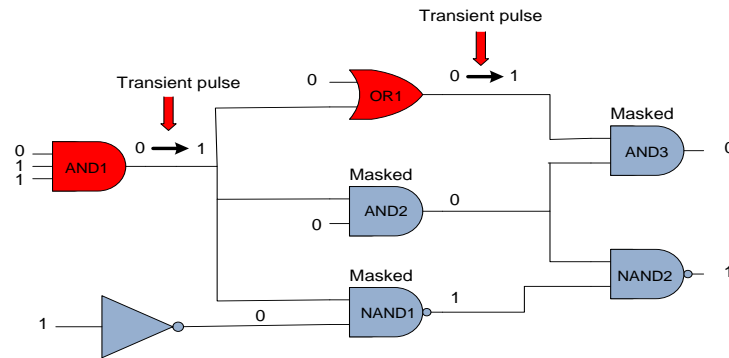 Transient pulse
0 1
Transient pulse
0
OR1
0 1
Masked
AND3
0
0
1
1
AND1
Masked
AND2
0
0
Masked
NAND1
1
NAND2
1
1
0